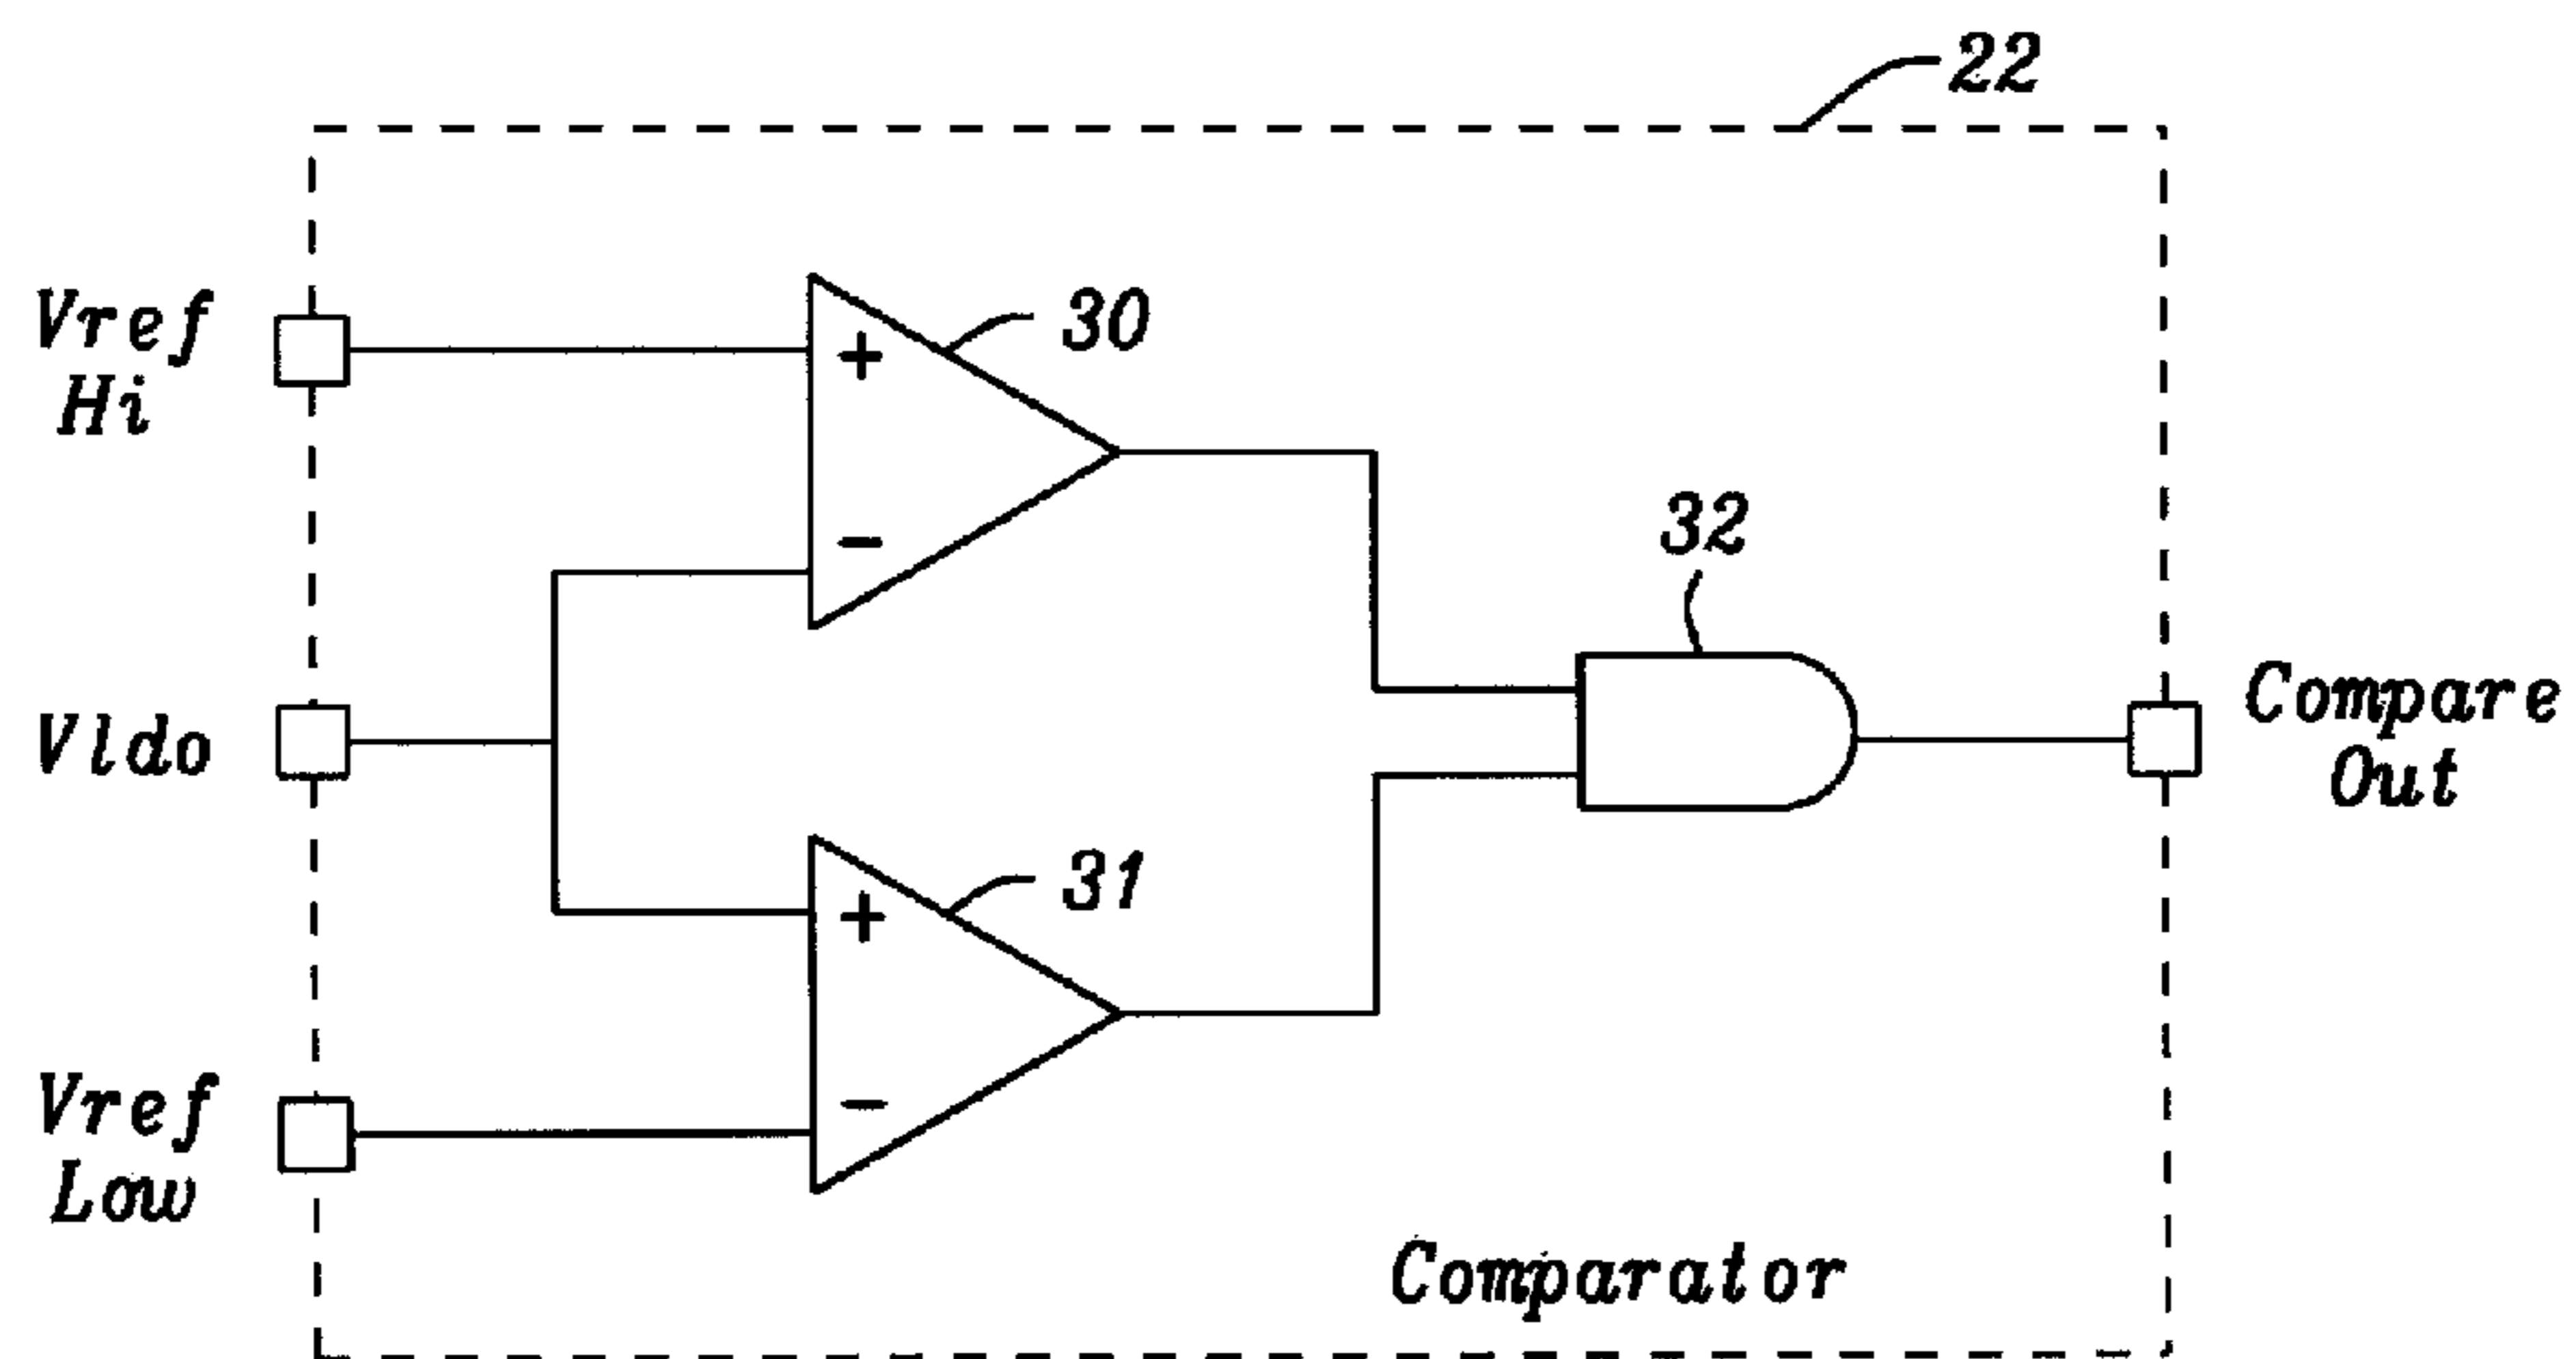 22
Vref
Hi
+
30
-
32
Vldo
Compare
Out
+
31
Vref
Low
-
Comparator